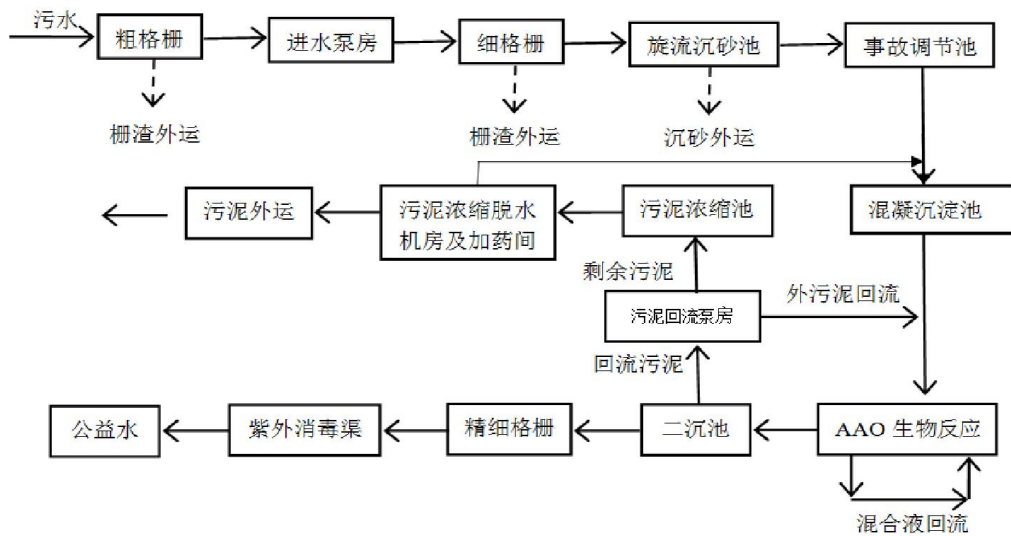 污水
粗格栅
进水泵房
细格栅
旋流沉砂池
事故调节池
栅渣外运
栅渣外运
沉砂外运
污泥外运
污泥浓缩脱水
机房及加药间
污泥浓缩池
混凝沉淀池
剩余污泥
外污泥回流
污泥回流泵房
回流污泥
公益水
紫外消毒渠
精细格栅
二沉池
AAO 生物反应
混合液回流